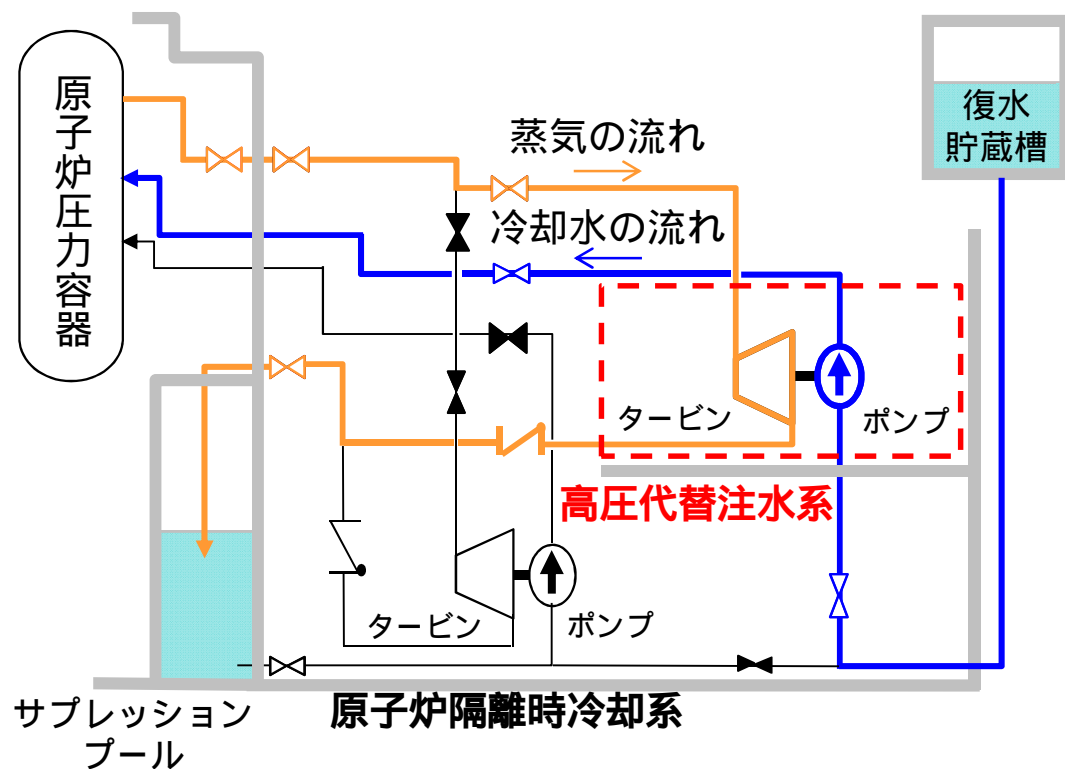 原子炉圧力容器
復水
貯蔵槽
蒸気の流れ
冷却水の流れ
タービン
ポンプ
高圧代替注水系
タービン
ポンプ
原子炉隔離時冷却系
サプレッション
プール